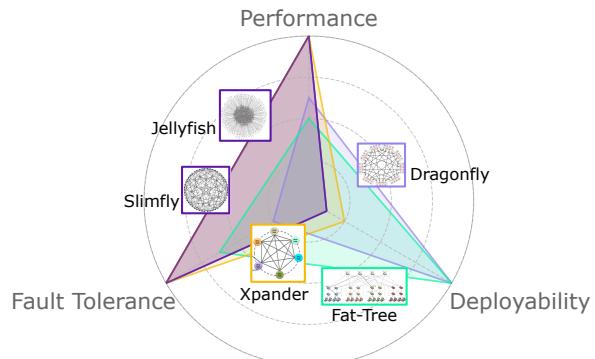 Performance
Jellyfish
Dragonfly
Slimfly
Xpander
Fault Tolerance
Deployability
Fat-Tree